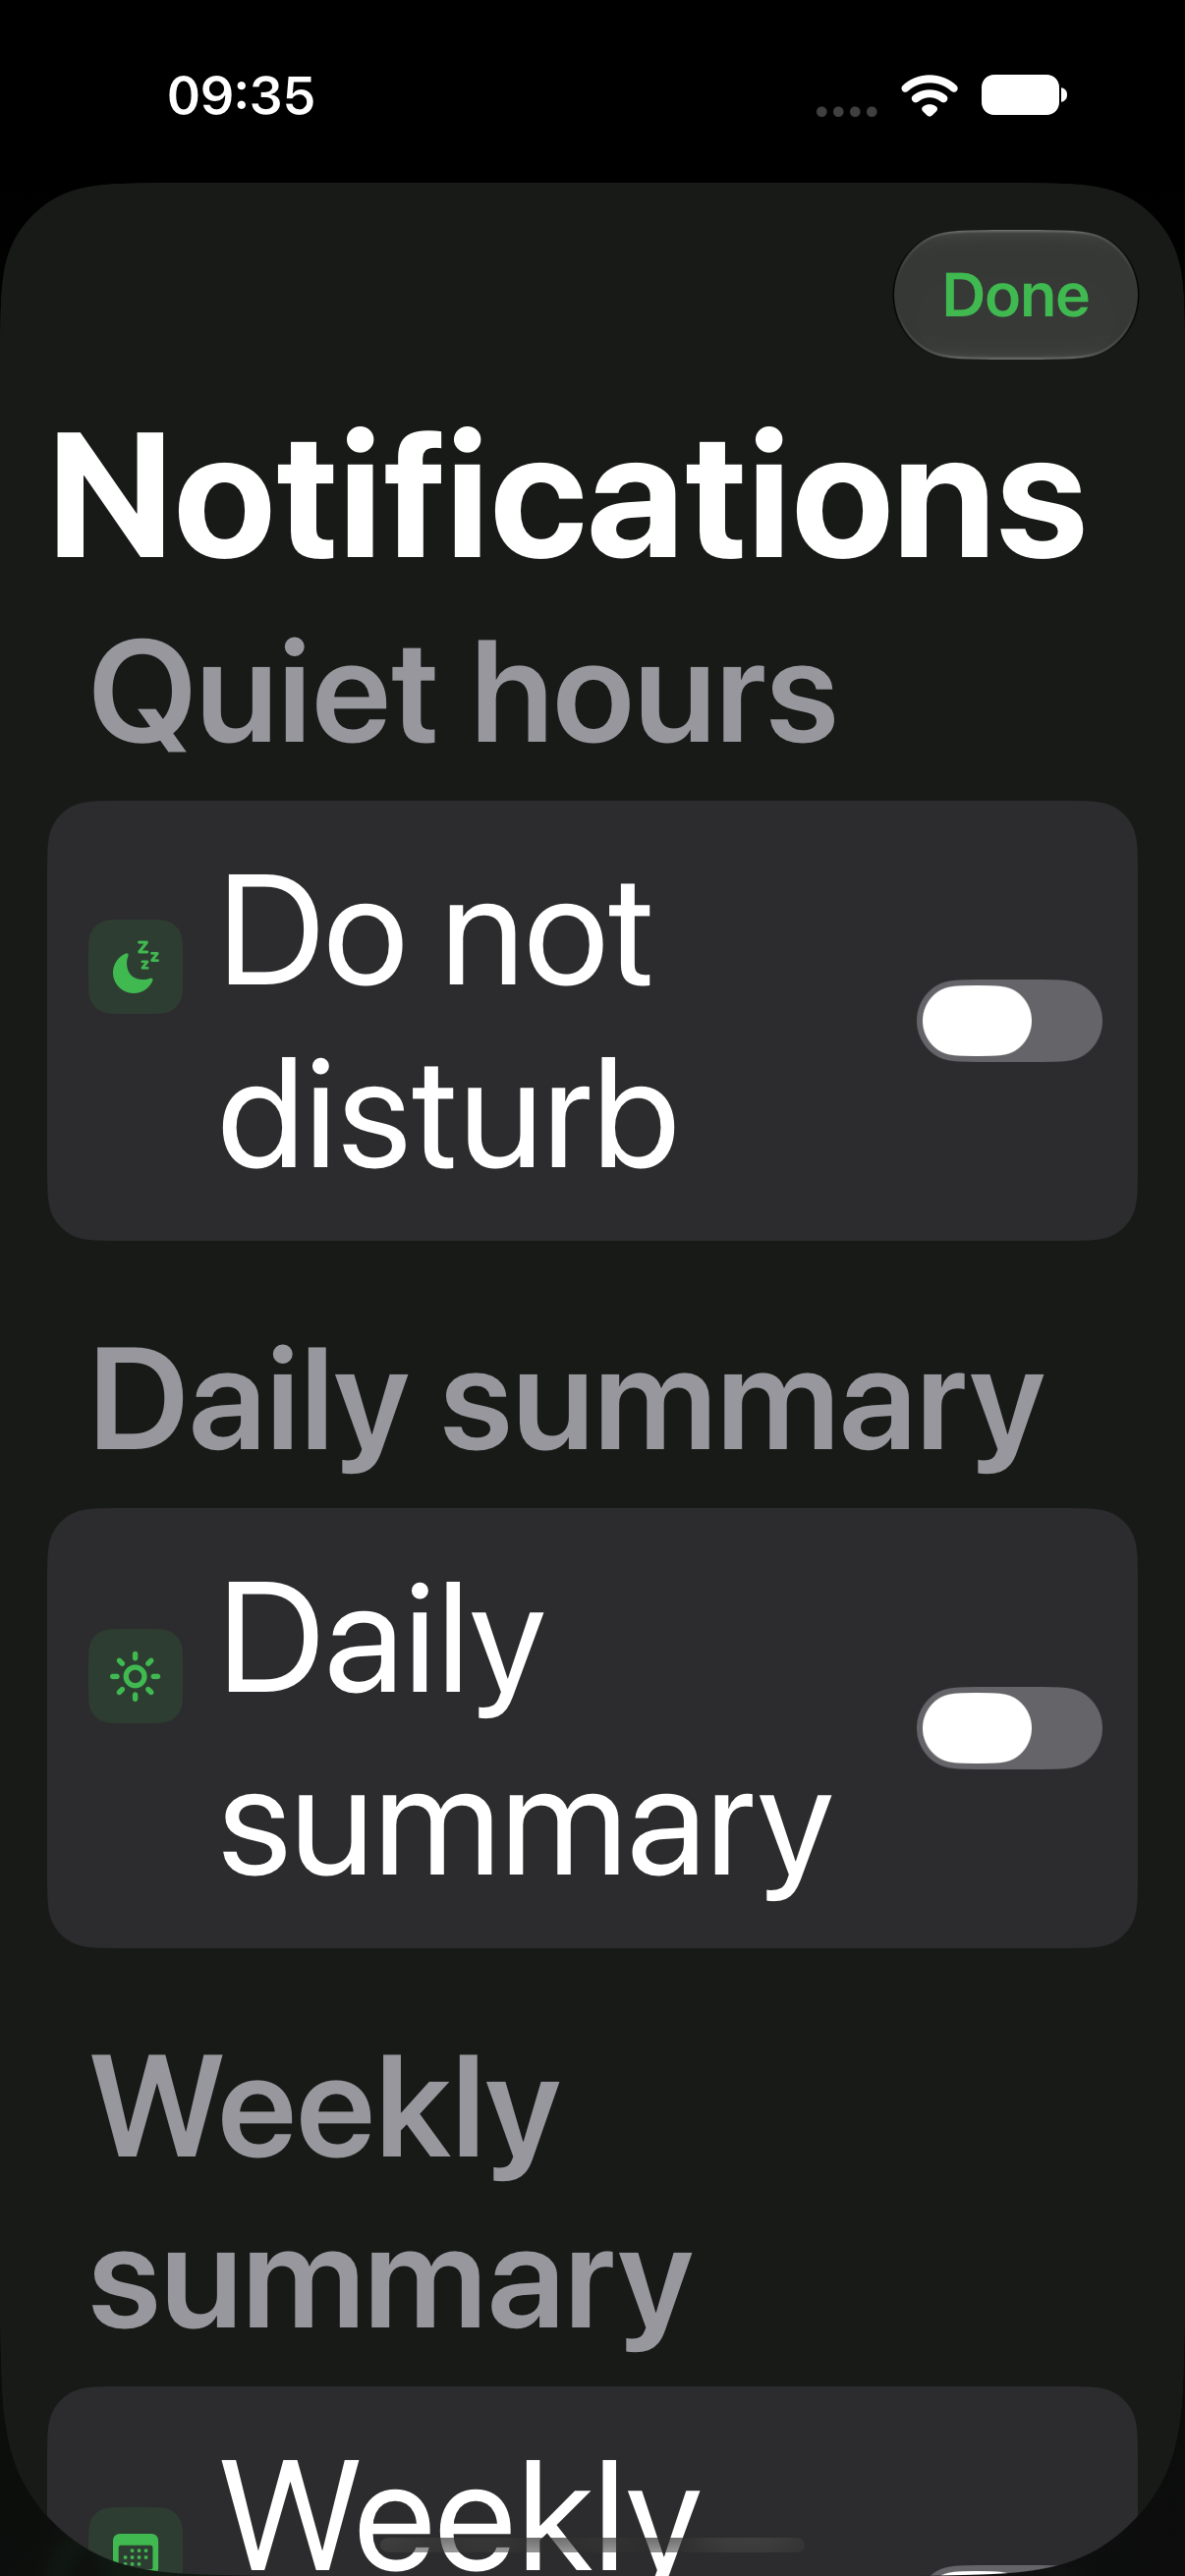 09:35
Done
Notifications
Quiet hours
Do not
disturb
Daily summary
Daily
summary
Weekly
summary
Weekly